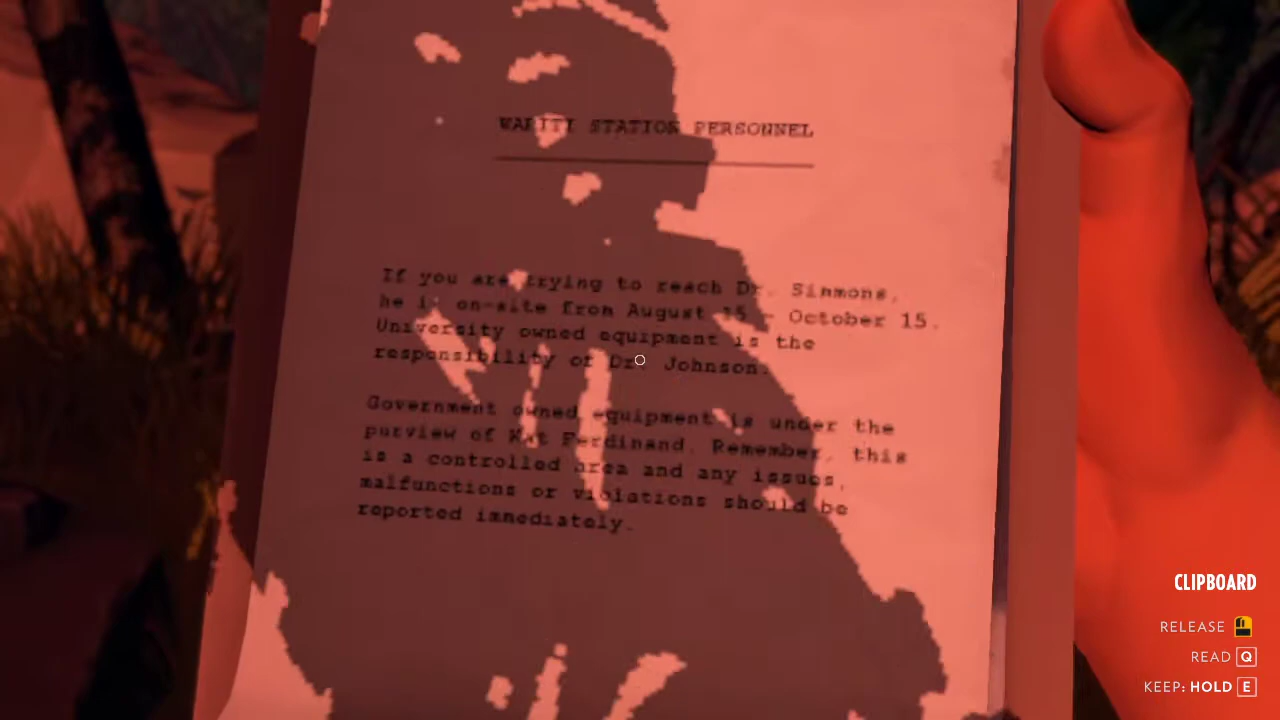 WAPITI STATION PERSONNEL
If you are trying to reach Dr. Simmons,
he is on-site from August 15 - October 15.
University owned equipment is the
responsibility of Dr. Johnson.
Government owned equipment is under the
purview of Kat Ferdinand. Remember, this
is a controlled area and any issues,
malfunctions or violations should be
reported immediately.
CLIPBOARD
RELEASE
READ Q
KEEP: HOLD E